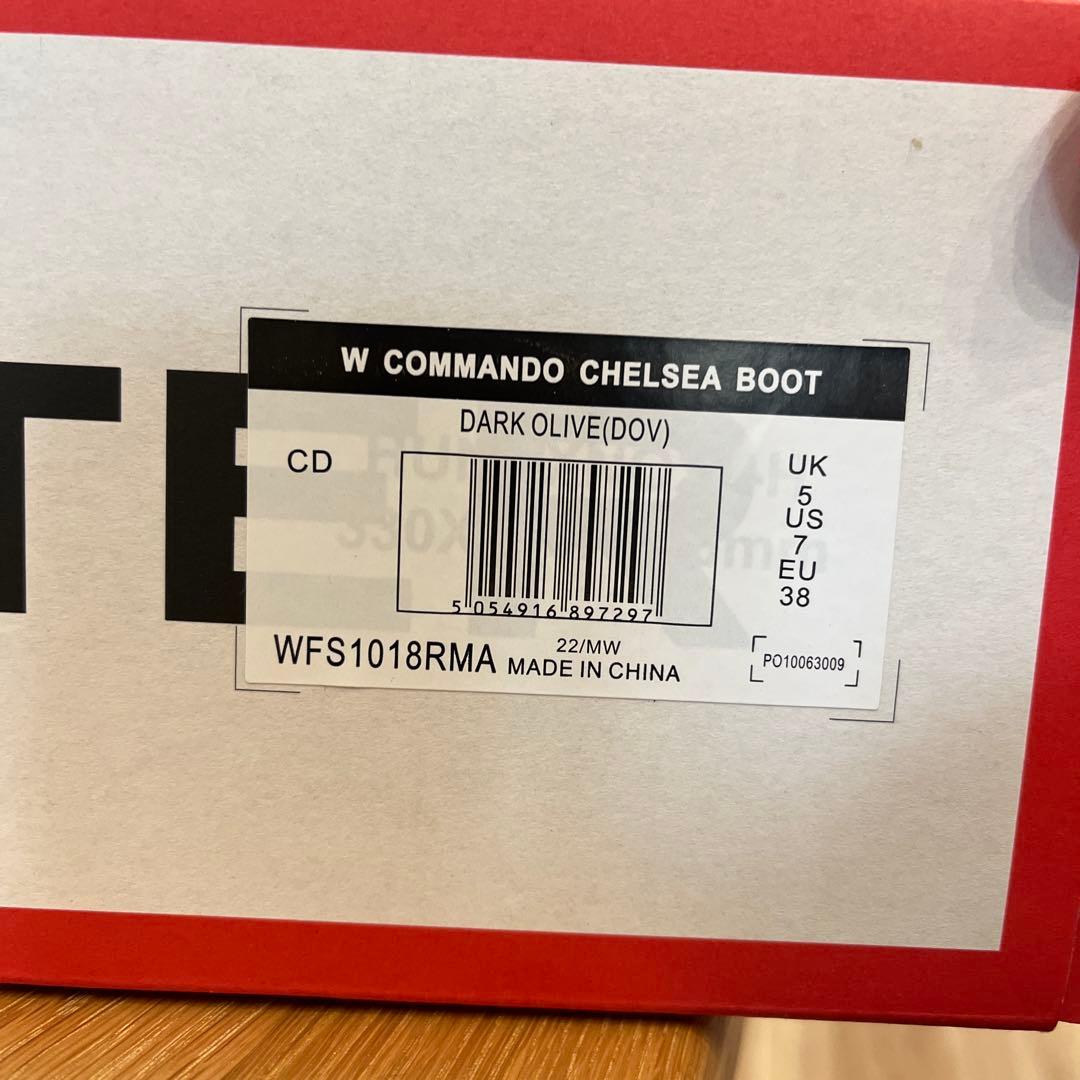 TE
W COMMANDO CHELSEA BOOT
DARK OLIVE(DOV)
CD
UK
5
US
7
EU
38
5 054916 897297
WFS1018RMA
22/MW
MADE IN CHINA
PO10063009